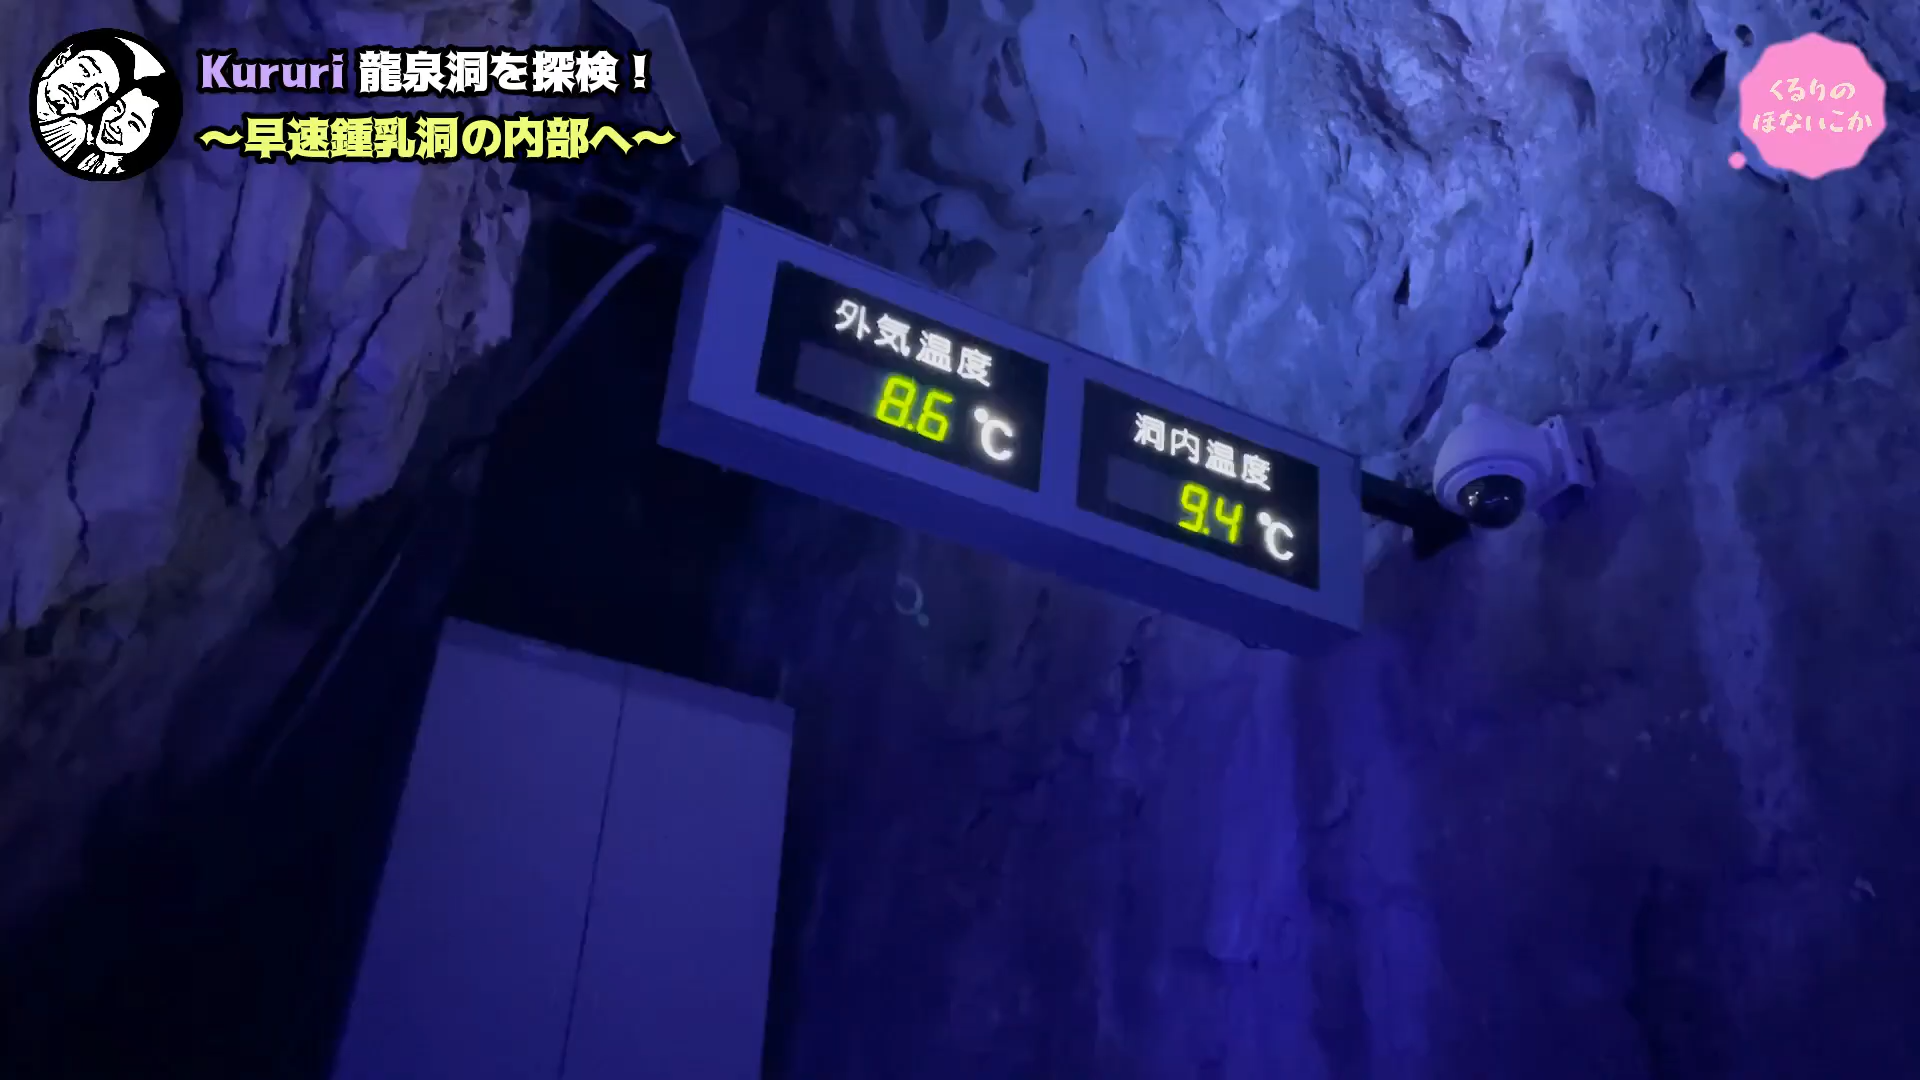 Kururi 龍泉洞を探検！
～早速鍾乳洞の内部へ～
くるりの
ほないこか
外気温度
8.6 ℃
洞内温度
9.4 ℃